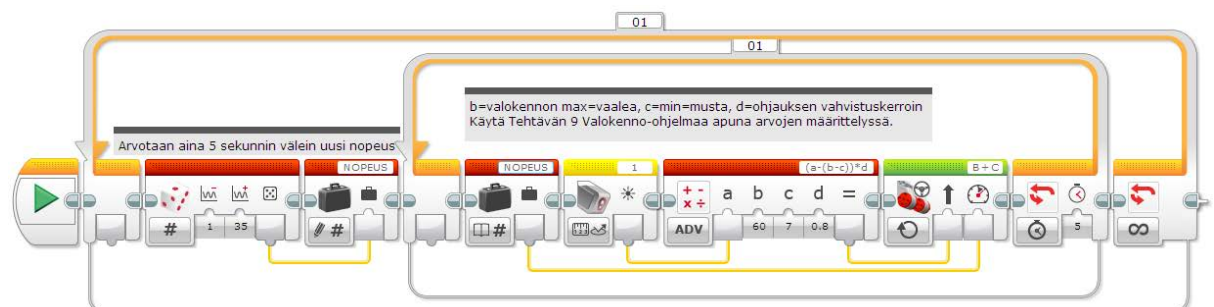 01
01
b=valokennon max=vaalea, c=min=musta, d=ohjauksen vahvistuskerroin
Käytä Tehtävän 9 Valokenno-ohjelmaa apuna arvojen määrittelyssä.
Arvotaan aina 5 sekunnin välein uusi nopeus
NOPEUS
NOPEUS
1
(a-(b-c))*d
B+C
a b c d =
# 1 35
#
#
ADV 60 7 0.8
5
∞